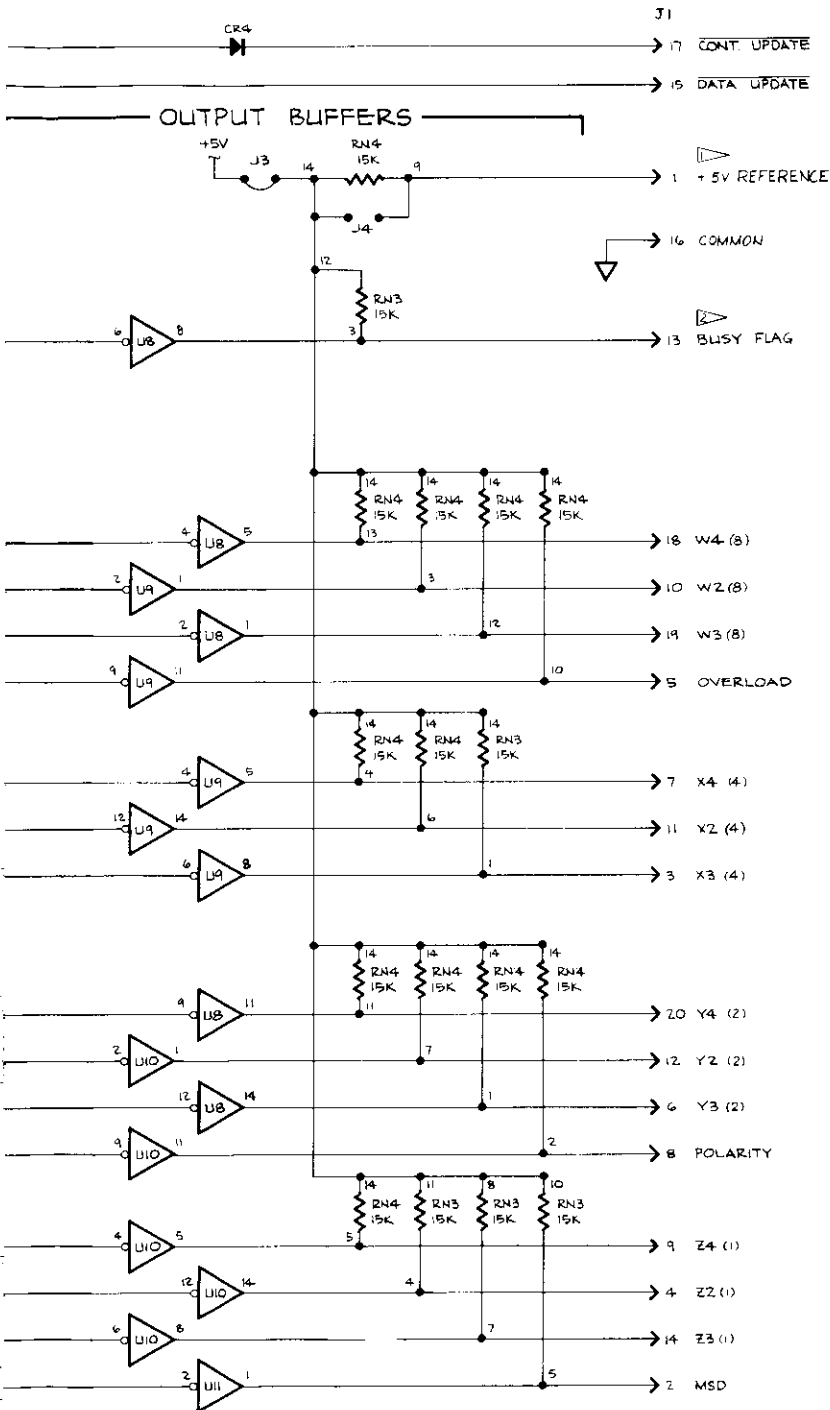 J1
CR4
17 CONT. UPDATE
15 DATA UPDATE
OUTPUT BUFFERS
+5V
J3
14
RN4
15K
9
1
1 +5V REFERENCE
J4
16 COMMON
12
RN3
15K
3
2
6 U8 8
13 BUSY FLAG
14 14 14 14
RN4 RN4 RN4 RN4
15K 15K 15K 15K
4 U8 5 13
18 W4 (8)
2 U9 1 3
10 W2 (8)
2 U8 1 12
19 W3 (8)
9 U9 11 10
5 OVERLOAD
14 14 14
RN4 RN4 RN3
15K 15K 15K
4 U9 5 4
7 X4 (4)
12 U9 14 6
11 X2 (4)
6 U9 8 1
3 X3 (4)
14 14 14 14
RN4 RN4 RN4 RN4
15K 15K 15K 15K
9 U8 11 11
20 Y4 (2)
2 U10 1 7
12 Y2 (2)
12 U8 14 1
6 Y3 (2)
9 U10 11 2
8 POLARITY
14 11 8 10
RN4 RN3 RN3 RN3
15K 15K 15K 15K
4 U10 5 5
9 Z4 (1)
12 U10 14 4
4 Z2 (1)
6 U10 8 7
14 Z3 (1)
2 U11 1 5
2 MSD